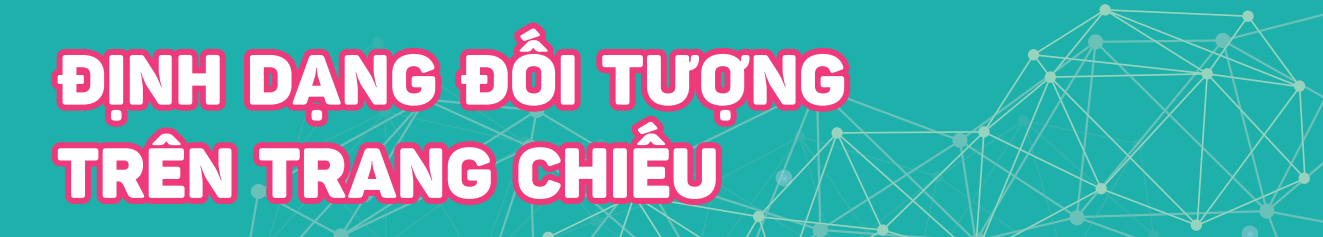 ĐỊNH DẠNG ĐỐI TƯỢNG
TRÊN TRANG CHIẾU